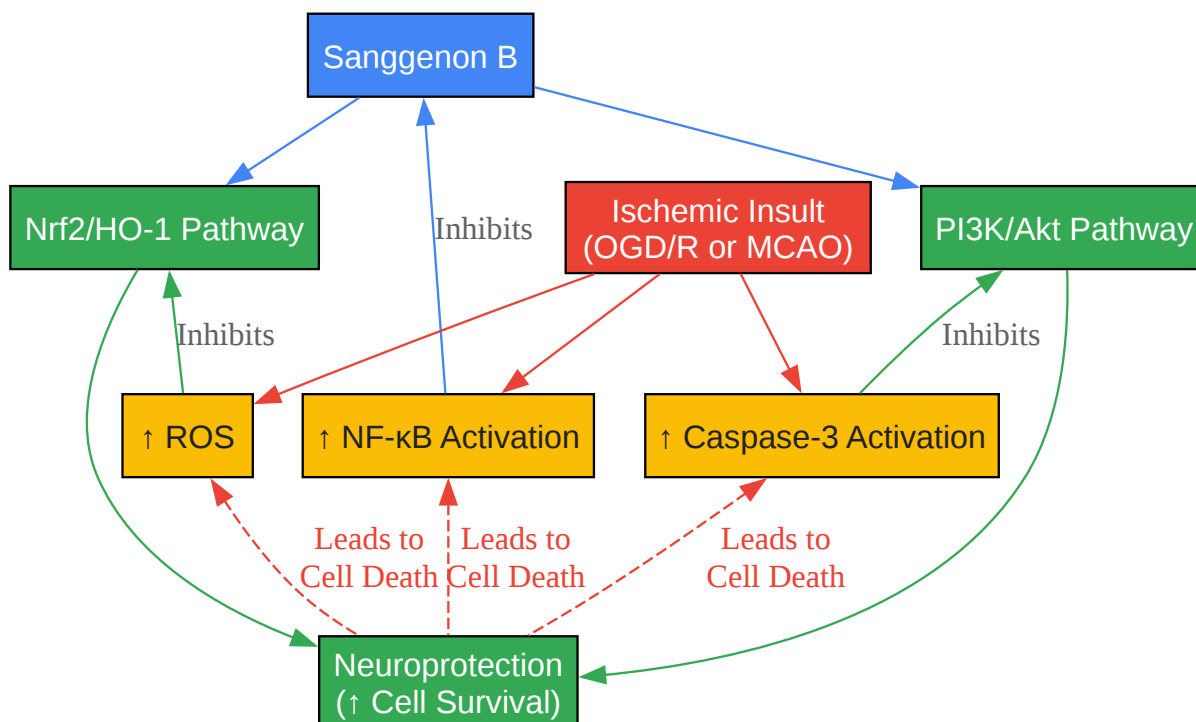 Sanggenon B
Nrf2/HO-1 Pathway
Inhibits
Ischemic Insult
(OGD/R or MCAO)
PI3K/Akt Pathway
Inhibits
Inhibits
↑ ROS
↑ NF-κB Activation
↑ Caspase-3 Activation
Leads to
Cell Death
Leads to
Cell Death
Leads to
Cell Death
Neuroprotection
(↑ Cell Survival)